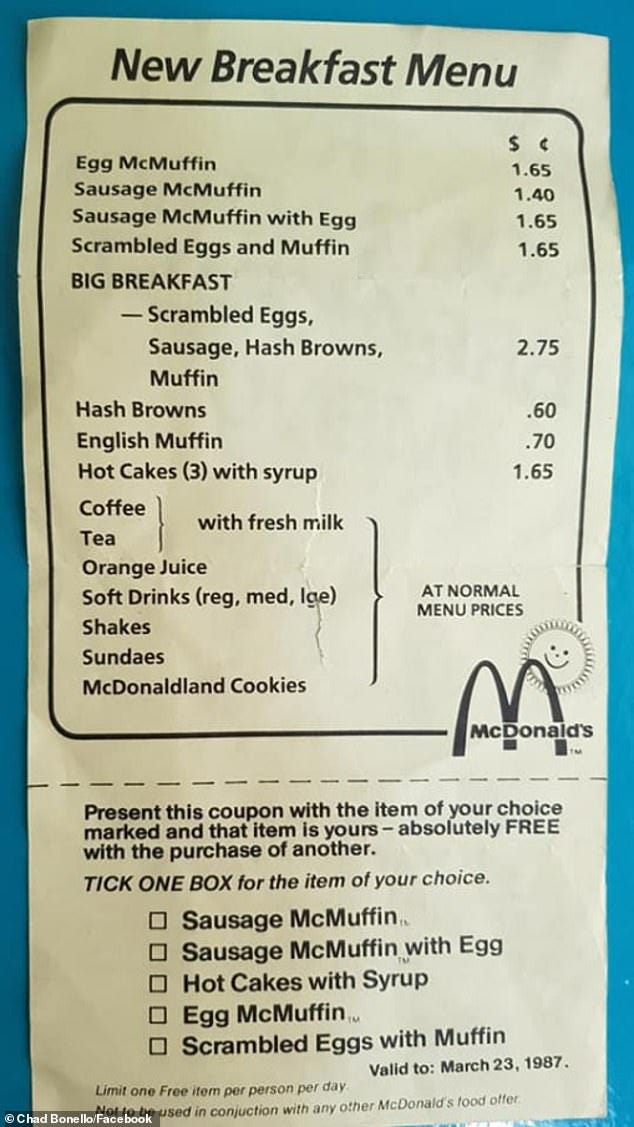 New Breakfast Menu
$ ¢
Egg McMuffin 1.65
Sausage McMuffin 1.40
Sausage McMuffin with Egg 1.65
Scrambled Eggs and Muffin 1.65
BIG BREAKFAST
— Scrambled Eggs,
Sausage, Hash Browns, 2.75
Muffin
Hash Browns .60
English Muffin .70
Hot Cakes (3) with syrup 1.65
Coffee
with fresh milk
Tea
Orange Juice
Soft Drinks (reg, med, lge)
Shakes
Sundaes
McDonaldland Cookies
AT NORMAL
MENU PRICES
McDonald's
TM
Present this coupon with the item of your choice
marked and that item is yours – absolutely FREE
with the purchase of another.
TICK ONE BOX for the item of your choice.
☐ Sausage McMuffin TM
☐ Sausage McMuffin TM with Egg
☐ Hot Cakes with Syrup
☐ Egg McMuffin TM
☐ Scrambled Eggs with Muffin
Valid to: March 23, 1987.
Limit one Free item per person per day.
Not to be used in conjuction with any other McDonald's food offer.
© Chad Bonello/Facebook